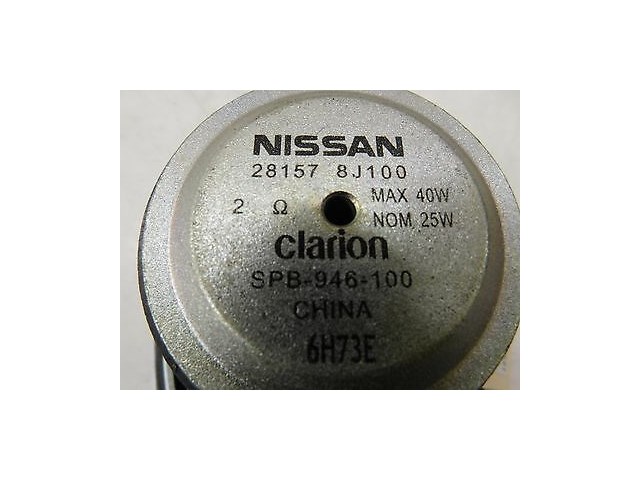 NISSAN
28157 8J100
2 Ω MAX 40W
NOM 25W
clarion
SPB-946-100
CHINA
6H73E